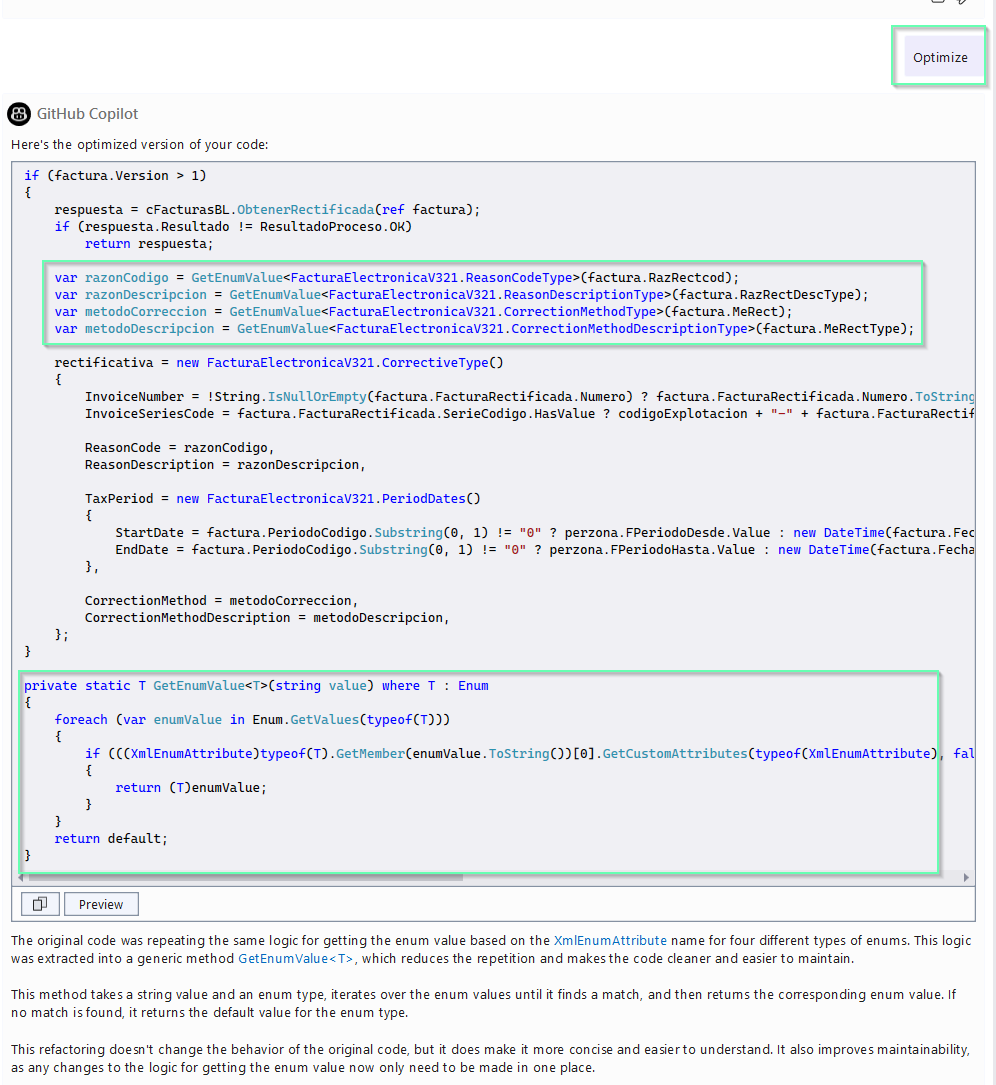 Optimize
GitHub Copilot
Here's the optimized version of your code:
if (factura.Version > 1)
{
    respuesta = cFacturasBL.ObtenerRectificada(ref factura);
    if (respuesta.Resultado != ResultadoProceso.OK)
        return respuesta;
    var razonCodigo = GetEnumValue<FacturaElectronicaV321.ReasonCodeType>(factura.RazRectcod);
    var razonDescripcion = GetEnumValue<FacturaElectronicaV321.ReasonDescriptionType>(factura.RazRectDescType);
    var metodoCorreccion = GetEnumValue<FacturaElectronicaV321.CorrectionMethodType>(factura.MeRect);
    var metodoDescripcion = GetEnumValue<FacturaElectronicaV321.CorrectionMethodDescriptionType>(factura.MeRectType);
    rectificativa = new FacturaElectronicaV321.CorrectiveType()
    {
        InvoiceNumber = !String.IsNullOrEmpty(factura.FacturaRectificada.Numero) ? factura.FacturaRectificada.Numero.ToString
        InvoiceSeriesCode = factura.FacturaRectificada.SerieCodigo.HasValue ? codigoExplotacion + "-" + factura.FacturaRectif
        ReasonCode = razonCodigo,
        ReasonDescription = razonDescripcion,
        TaxPeriod = new FacturaElectronicaV321.PeriodDates()
        {
            StartDate = factura.PeriodoCodigo.Substring(0, 1) != "0" ? perzona.FPeriodoDesde.Value : new DateTime(factura.Fec
            EndDate = factura.PeriodoCodigo.Substring(0, 1) != "0" ? perzona.FPeriodoHasta.Value : new DateTime(factura.Fecha
        },
        CorrectionMethod = metodoCorreccion,
        CorrectionMethodDescription = metodoDescripcion,
    };
}
private static T GetEnumValue<T>(string value) where T : Enum
{
    foreach (var enumValue in Enum.GetValues(typeof(T)))
    {
        if (((XmlEnumAttribute)typeof(T).GetMember(enumValue.ToString())[0].GetCustomAttributes(typeof(XmlEnumAttribute), fal
        {
            return (T)enumValue;
        }
    }
    return default;
}
Preview
The original code was repeating the same logic for getting the enum value based on the XmlEnumAttribute name for four different types of enums. This logic
was extracted into a generic method GetEnumValue<T>, which reduces the repetition and makes the code cleaner and easier to maintain.
This method takes a string value and an enum type, iterates over the enum values until it finds a match, and then returns the corresponding enum value. If
no match is found, it returns the default value for the enum type.
This refactoring doesn't change the behavior of the original code, but it does make it more concise and easier to understand. It also improves maintainability,
as any changes to the logic for getting the enum value now only need to be made in one place.